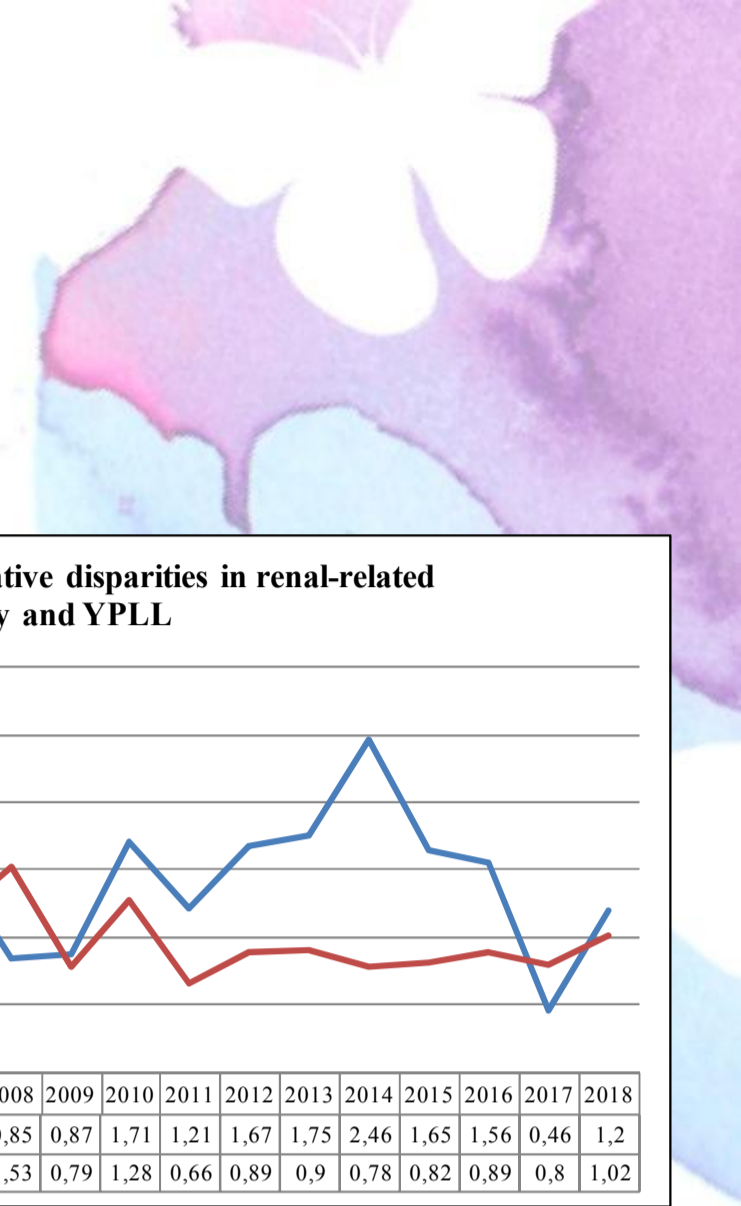 disparities in renal-related
and YPLL
2009 2010 2011 2012 2013 2014 2015 2016 2017 2018
0,87 1,71 1,21 1,67 1,75 2,46 1,65 1,56 0,46 1,2
0,79 1,28 0,66 0,89 0,9 0,78 0,82 0,89 0,8 1,02